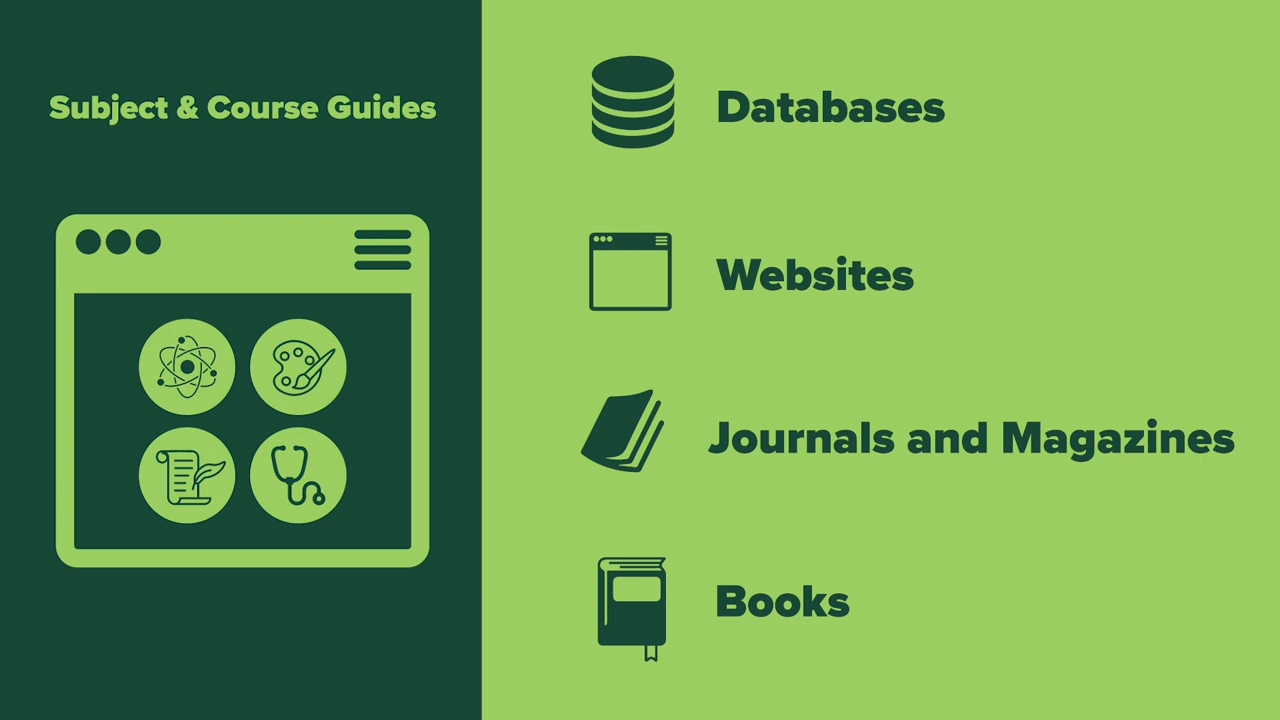 Subject & Course Guides
Databases
Websites
Journals and Magazines
Books